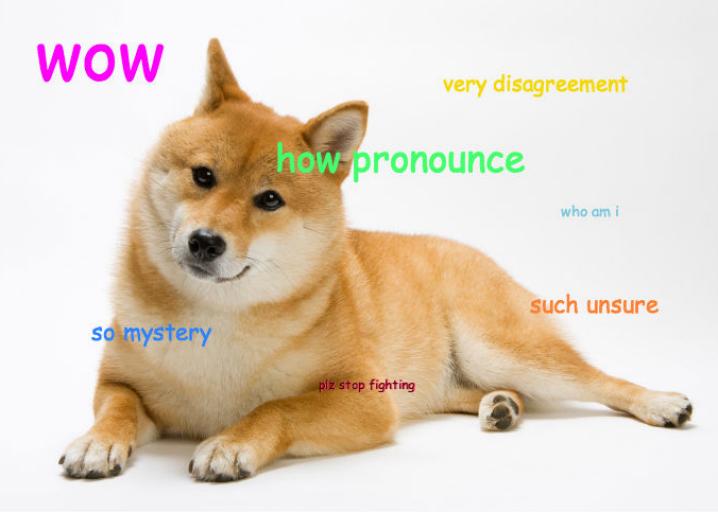 wow
very disagreement
how pronounce
who am i
such unsure
so mystery
plz stop fighting